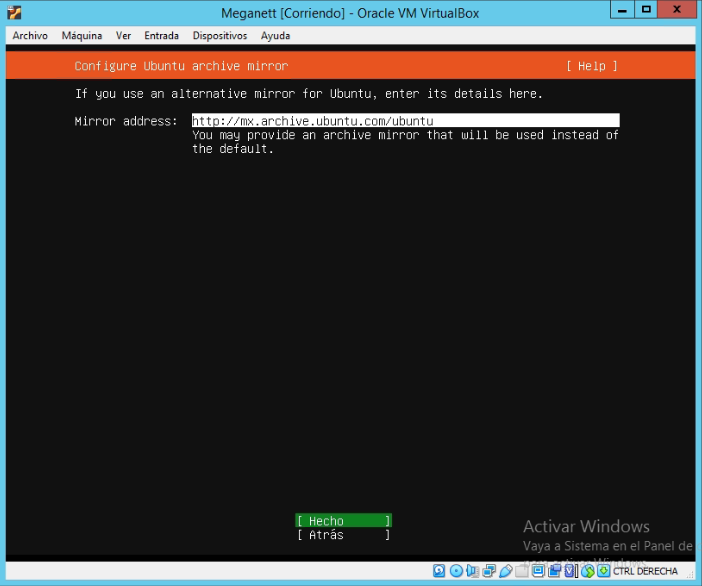 Meganett [Corriendo] - Oracle VM VirtualBox
Archivo Máquina Ver Entrada Dispositivos Ayuda
Configure Ubuntu archive mirror [ Help ]
If you use an alternative mirror for Ubuntu, enter its details here.
Mirror address: http://mx.archive.ubuntu.com/ubuntu
You may provide an archive mirror that will be used instead of
the default.
[ Hecho ]
[ Atrás ]
Activar Windows
Vaya a Sistema en el Panel de
Windows
CTRL DERECHA